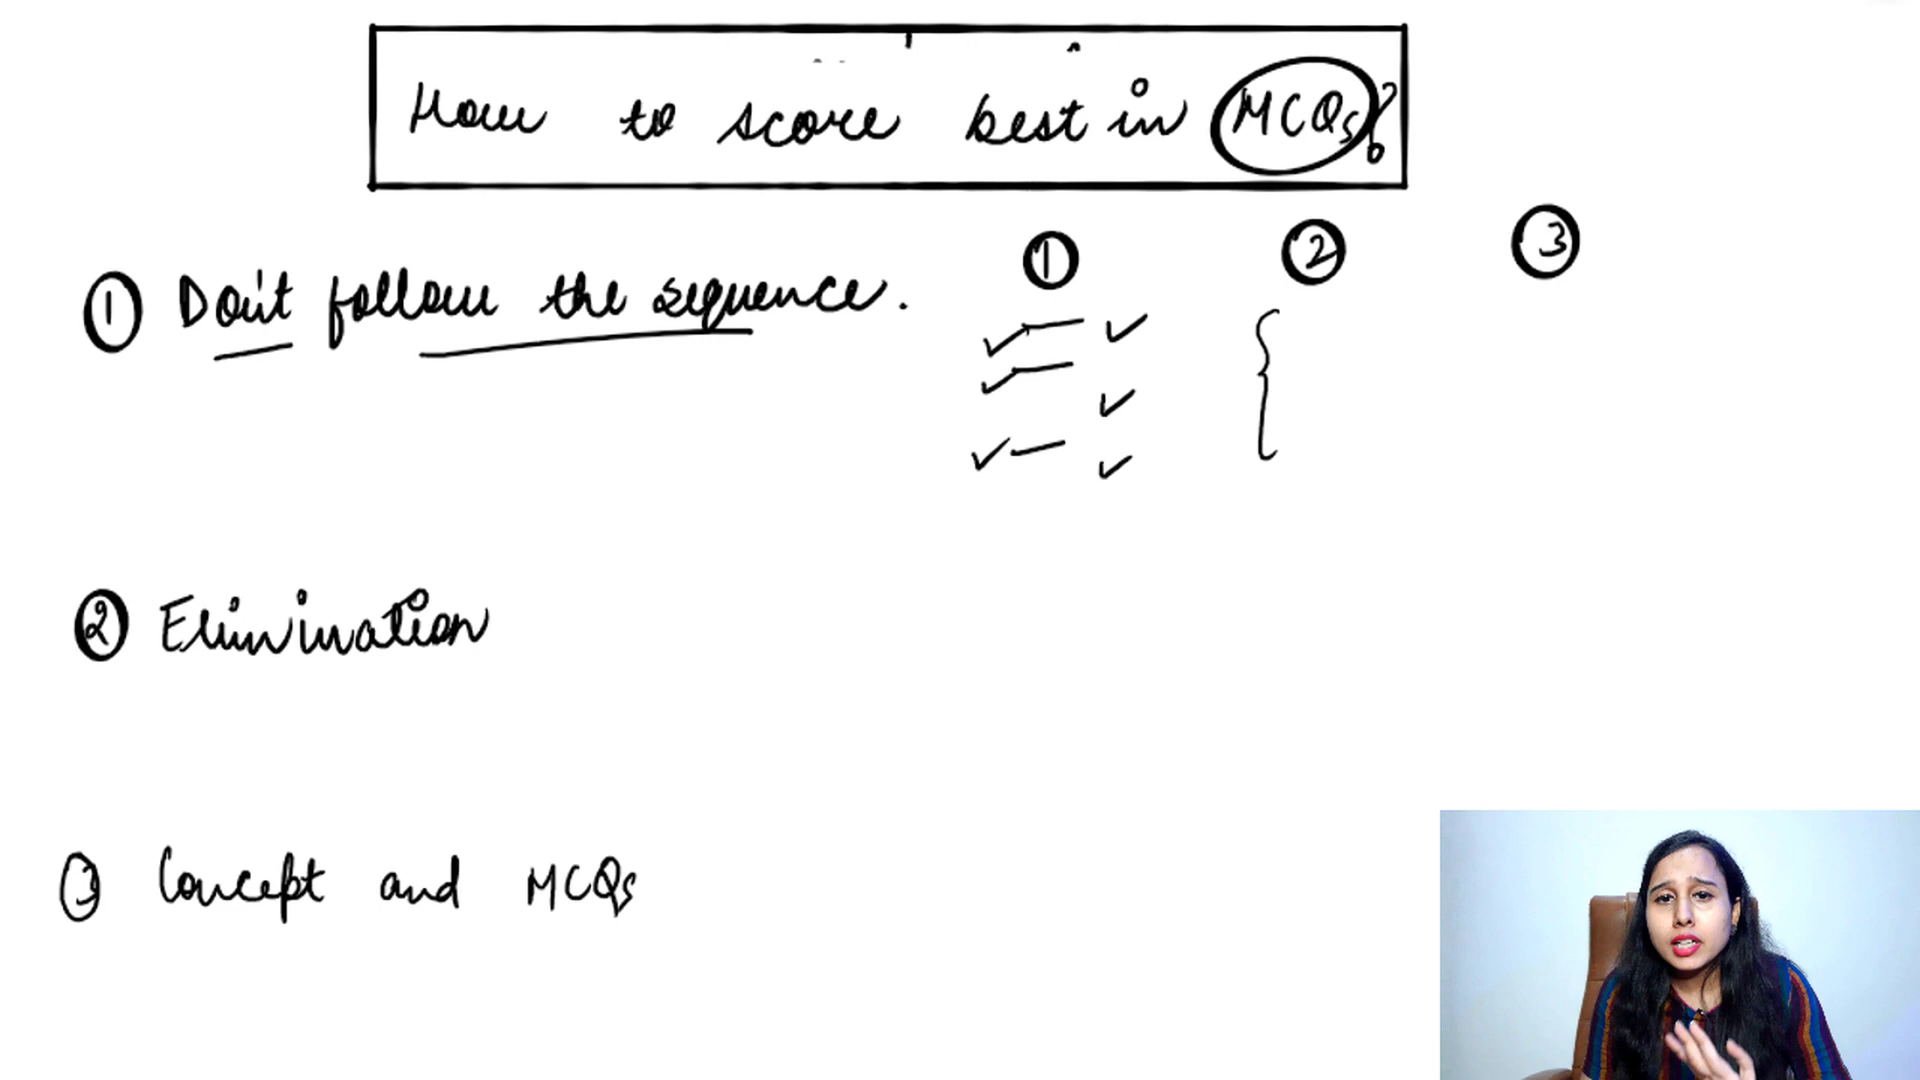 How to score best in MCQs?
① Don't follow the sequence.
① ② ③
② Elimination
③ Concept and MCQs